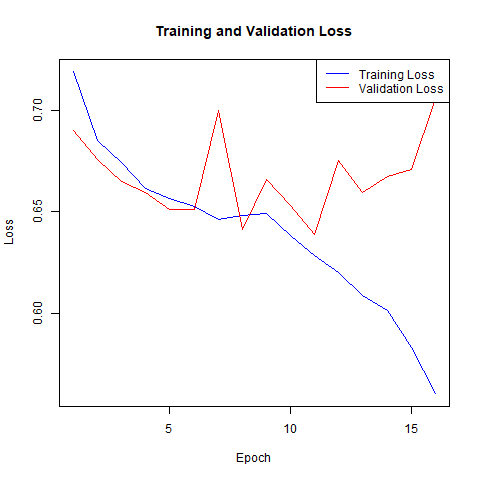 Training and Validation Loss
Training Loss
Validation Loss
0.70
0.65
0.60
Loss
5
10
15
Epoch